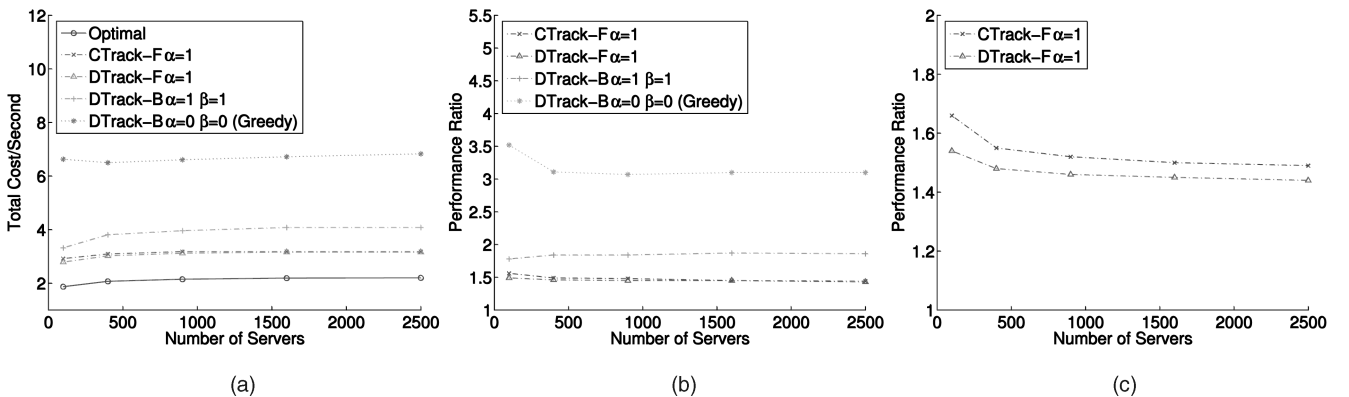 12
10
8
6
4
2
0
500
1000
1500
2000
2500
Total Cost/Second
Number of Servers
Optimal
CTrack−F α=1
DTrack−F α=1
DTrack−B α=1 β=1
DTrack−B α=0 β=0 (Greedy)
(a)
5.5
5
4.5
4
3.5
3
2.5
2
1.5
1
0
500
1000
1500
2000
2500
Performance Ratio
Number of Servers
CTrack−F α=1
DTrack−F α=1
DTrack−B α=1 β=1
DTrack−B α=0 β=0 (Greedy)
(b)
2
1.8
1.6
1.4
1.2
1
0
500
1000
1500
2000
2500
Performance Ratio
Number of Servers
CTrack−F α=1
DTrack−F α=1
(c)